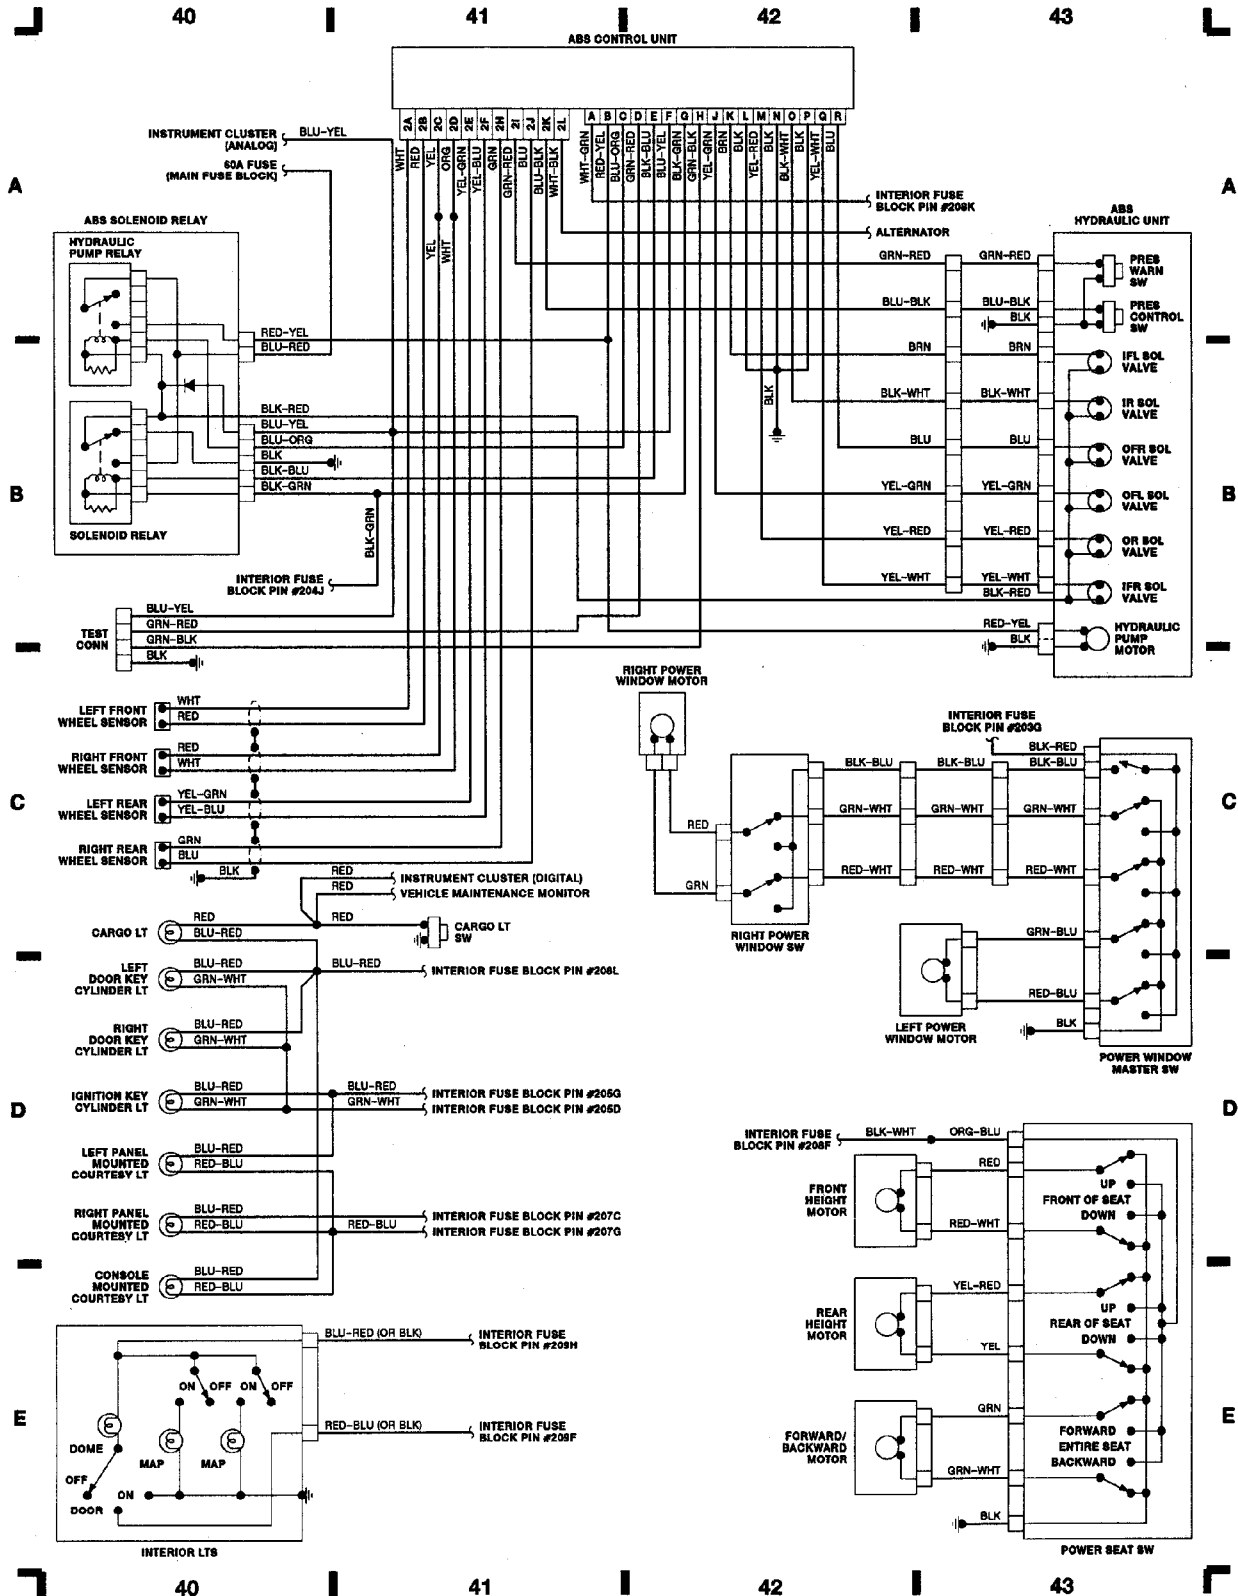 40
41
42
43
ABS CONTROL UNIT
2A
2B
2C
2D
2E
2F
2H
2I
2J
2K
2L
A
B
C
D
E
F
G
H
J
K
L
M
N
O
P
Q
R
WHT
RED
YEL
ORG
YEL-GRN
YEL-BLU
GRN
GRN-RED
BLU
BLU-BLK
WHT-BLK
WHT-GRN
RED-YEL
BLU-ORG
GRN-RED
BLK-BLU
BLU-YEL
BLK-GRN
GRN-BLK
YEL-GRN
BRN
BLK
YEL-RED
BLK
BLK-WHT
BLK
YEL-WHT
BLU
INSTRUMENT CLUSTER
(ANALOG)
BLU-YEL
60A FUSE
(MAIN FUSE BLOCK)
A
A
INTERIOR FUSE
BLOCK PIN #208K
ALTERNATOR
YEL
WHT
ABS SOLENOID RELAY
HYDRAULIC
PUMP RELAY
RED-YEL
BLU-RED
BLK-RED
BLU-YEL
BLU-ORG
BLK
BLK-BLU
BLK-GRN
SOLENOID RELAY
BLK-GRN
INTERIOR FUSE
BLOCK PIN #204J
BLK
B
B
ABS
HYDRAULIC UNIT
GRN-RED
GRN-RED
PRES
WARN
SW
BLU-BLK
BLU-BLK
BLK
PRES
CONTROL
SW
BRN
BRN
IFL SOL
VALVE
BLK-WHT
BLK-WHT
IR SOL
VALVE
BLU
BLU
OFR SOL
VALVE
YEL-GRN
YEL-GRN
OFL SOL
VALVE
YEL-RED
YEL-RED
OR SOL
VALVE
YEL-WHT
YEL-WHT
BLK-RED
IFR SOL
VALVE
RED-YEL
BLK
HYDRAULIC
PUMP
MOTOR
TEST
CONN
BLU-YEL
GRN-RED
GRN-BLK
BLK
LEFT FRONT
WHEEL SENSOR
WHT
RED
RIGHT FRONT
WHEEL SENSOR
RED
WHT
LEFT REAR
WHEEL SENSOR
YEL-GRN
YEL-BLU
RIGHT REAR
WHEEL SENSOR
GRN
BLU
BLK
C
C
RIGHT POWER
WINDOW MOTOR
RED
GRN
RIGHT POWER
WINDOW SW
INTERIOR FUSE
BLOCK PIN #203G
BLK-RED
BLK-BLU
BLK-BLU
BLK-BLU
GRN-WHT
GRN-WHT
GRN-WHT
RED-WHT
RED-WHT
RED-WHT
GRN-BLU
RED-BLU
BLK
LEFT POWER
WINDOW MOTOR
POWER WINDOW
MASTER SW
RED
INSTRUMENT CLUSTER (DIGITAL)
RED
VEHICLE MAINTENANCE MONITOR
CARGO LT
RED
BLU-RED
RED
CARGO LT
SW
LEFT
DOOR KEY
CYLINDER LT
BLU-RED
GRN-WHT
BLU-RED
INTERIOR FUSE BLOCK PIN #208L
RIGHT
DOOR KEY
CYLINDER LT
BLU-RED
GRN-WHT
IGNITION KEY
CYLINDER LT
BLU-RED
GRN-WHT
BLU-RED
GRN-WHT
INTERIOR FUSE BLOCK PIN #205G
INTERIOR FUSE BLOCK PIN #205D
D
D
LEFT PANEL
MOUNTED
COURTESY LT
BLU-RED
RED-BLU
RIGHT PANEL
MOUNTED
COURTESY LT
BLU-RED
RED-BLU
RED-BLU
INTERIOR FUSE BLOCK PIN #207C
INTERIOR FUSE BLOCK PIN #207G
CONSOLE
MOUNTED
COURTESY LT
BLU-RED
RED-BLU
BLU-RED (OR BLK)
INTERIOR FUSE
BLOCK PIN #209H
RED-BLU (OR BLK)
INTERIOR FUSE
BLOCK PIN #209F
ON
OFF
ON
OFF
DOME
MAP
MAP
OFF
ON
DOOR
INTERIOR LTS
E
E
INTERIOR FUSE
BLOCK PIN #208F
BLK-WHT
ORG-BLU
FRONT
HEIGHT
MOTOR
RED
RED-WHT
UP
FRONT OF SEAT
DOWN
REAR
HEIGHT
MOTOR
YEL-RED
YEL
UP
REAR OF SEAT
DOWN
FORWARD/
BACKWARD
MOTOR
GRN
GRN-WHT
FORWARD
ENTIRE SEAT
BACKWARD
BLK
POWER SEAT SW
40
41
42
43